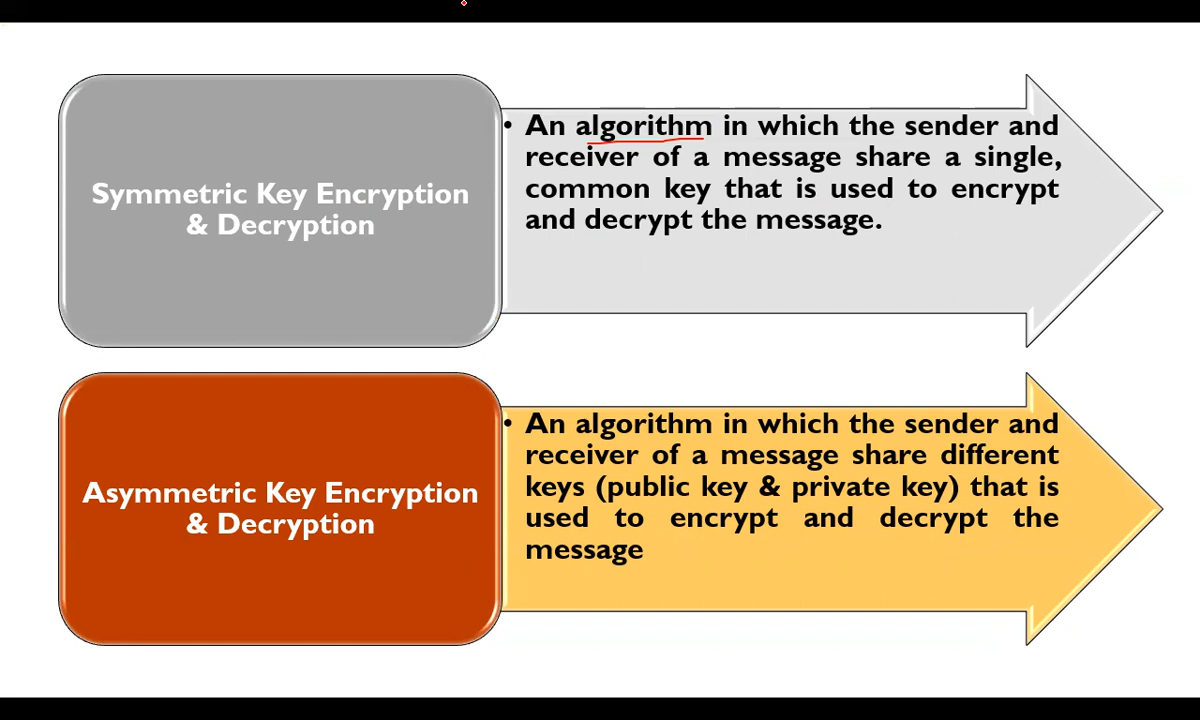 Symmetric Key Encryption
& Decryption
• An algorithm in which the sender and
receiver of a message share a single,
common key that is used to encrypt
and decrypt the message.
Asymmetric Key Encryption
& Decryption
• An algorithm in which the sender and
receiver of a message share different
keys (public key & private key) that is
used to encrypt and decrypt the
message